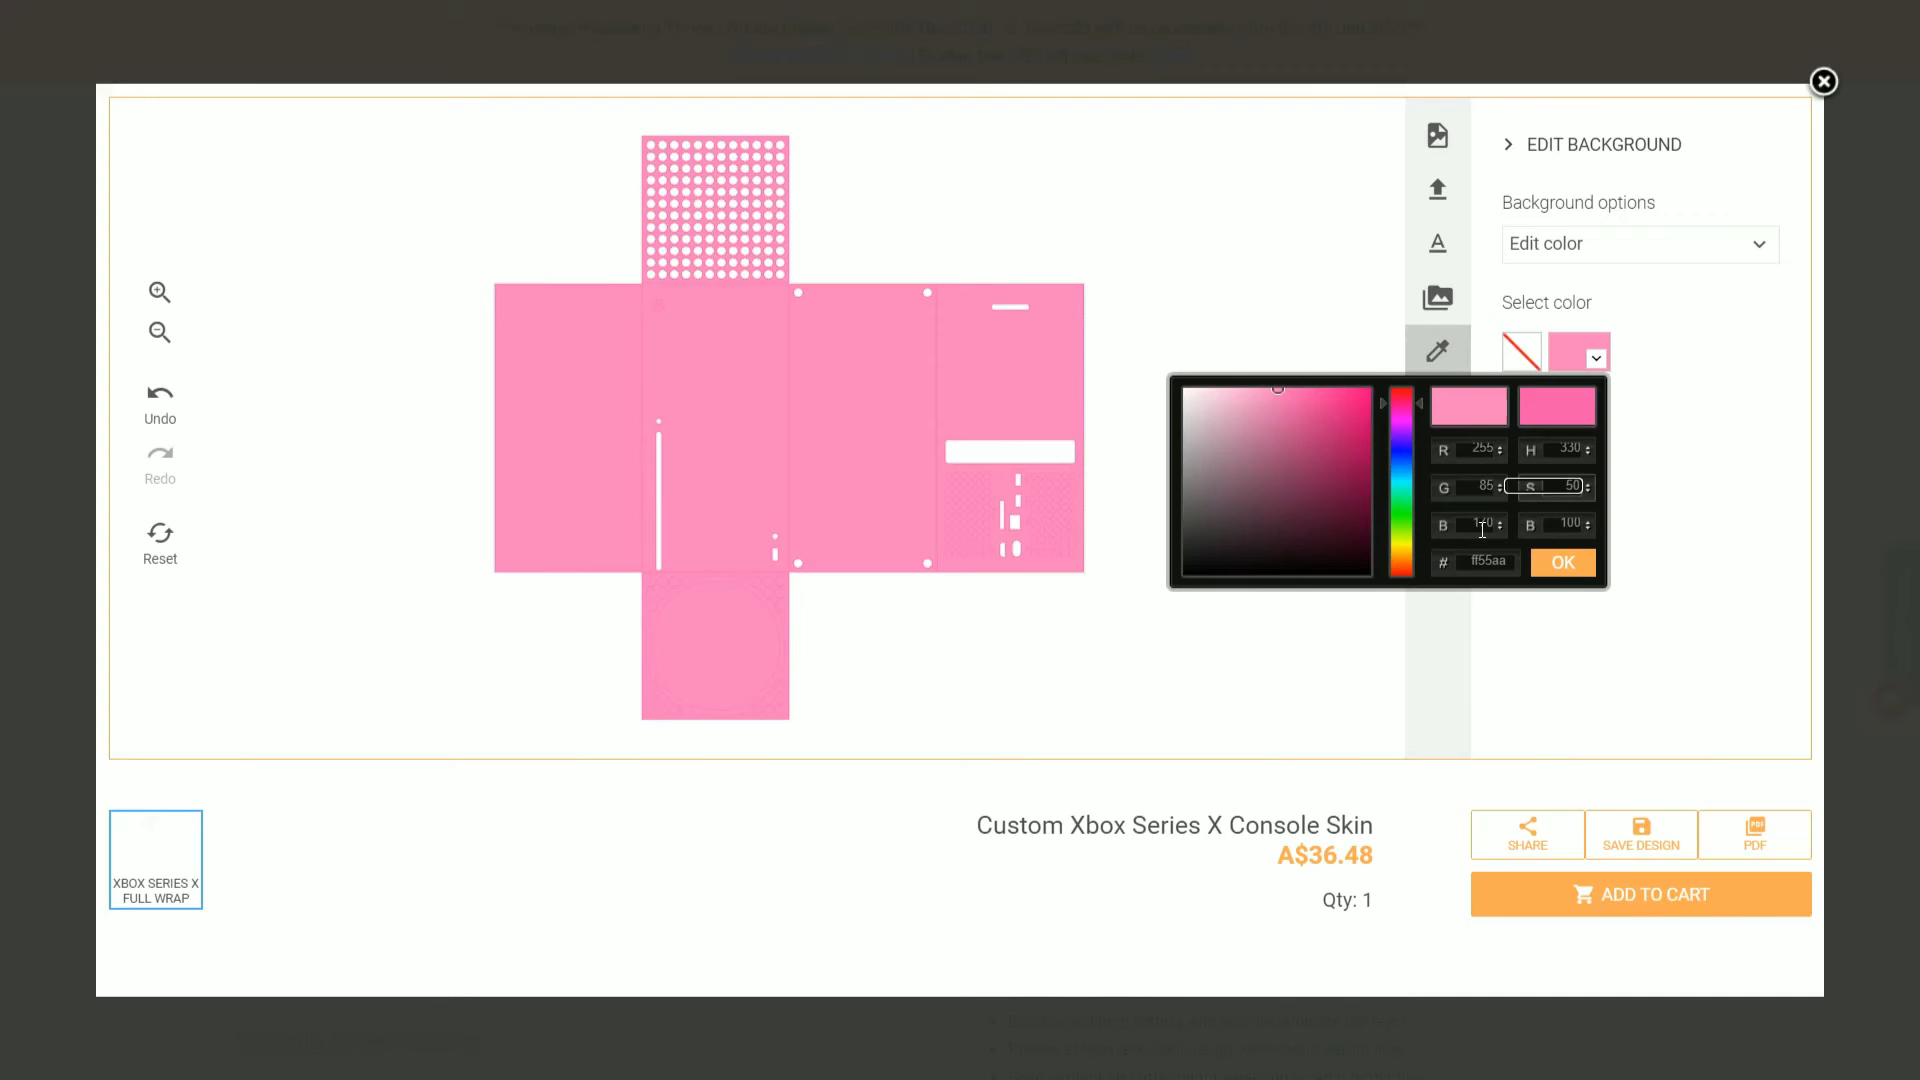 EDIT BACKGROUND
Background options
Edit color
Select color
Undo
Redo
Reset
R 255 H 330
G 85 S 50
B B 100
# ff55aa OK
Custom Xbox Series X Console Skin
A$36.48
Qty: 1
XBOX SERIES X
FULL WRAP
SHARE
SAVE DESIGN
PDF
PDF
ADD TO CART